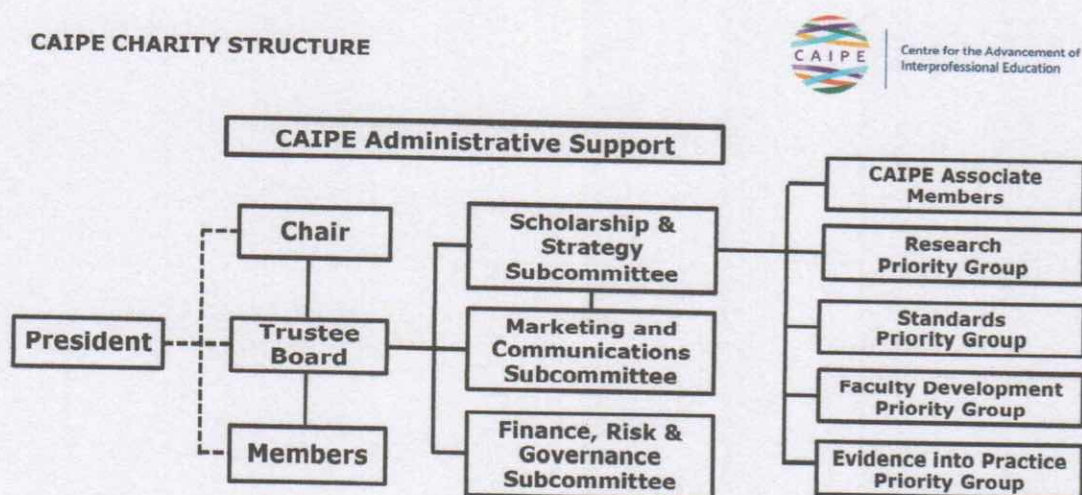 CAIPE CHARITY STRUCTURE
CAIPE
Centre for the Advancement of
Interprofessional Education
CAIPE Administrative Support
President
Chair
Trustee
Board
Members
Scholarship &
Strategy
Subcommittee
Marketing and
Communications
Subcommittee
Finance, Risk &
Governance
Subcommittee
CAIPE Associate
Members
Research
Priority Group
Standards
Priority Group
Faculty Development
Priority Group
Evidence into Practice
Priority Group